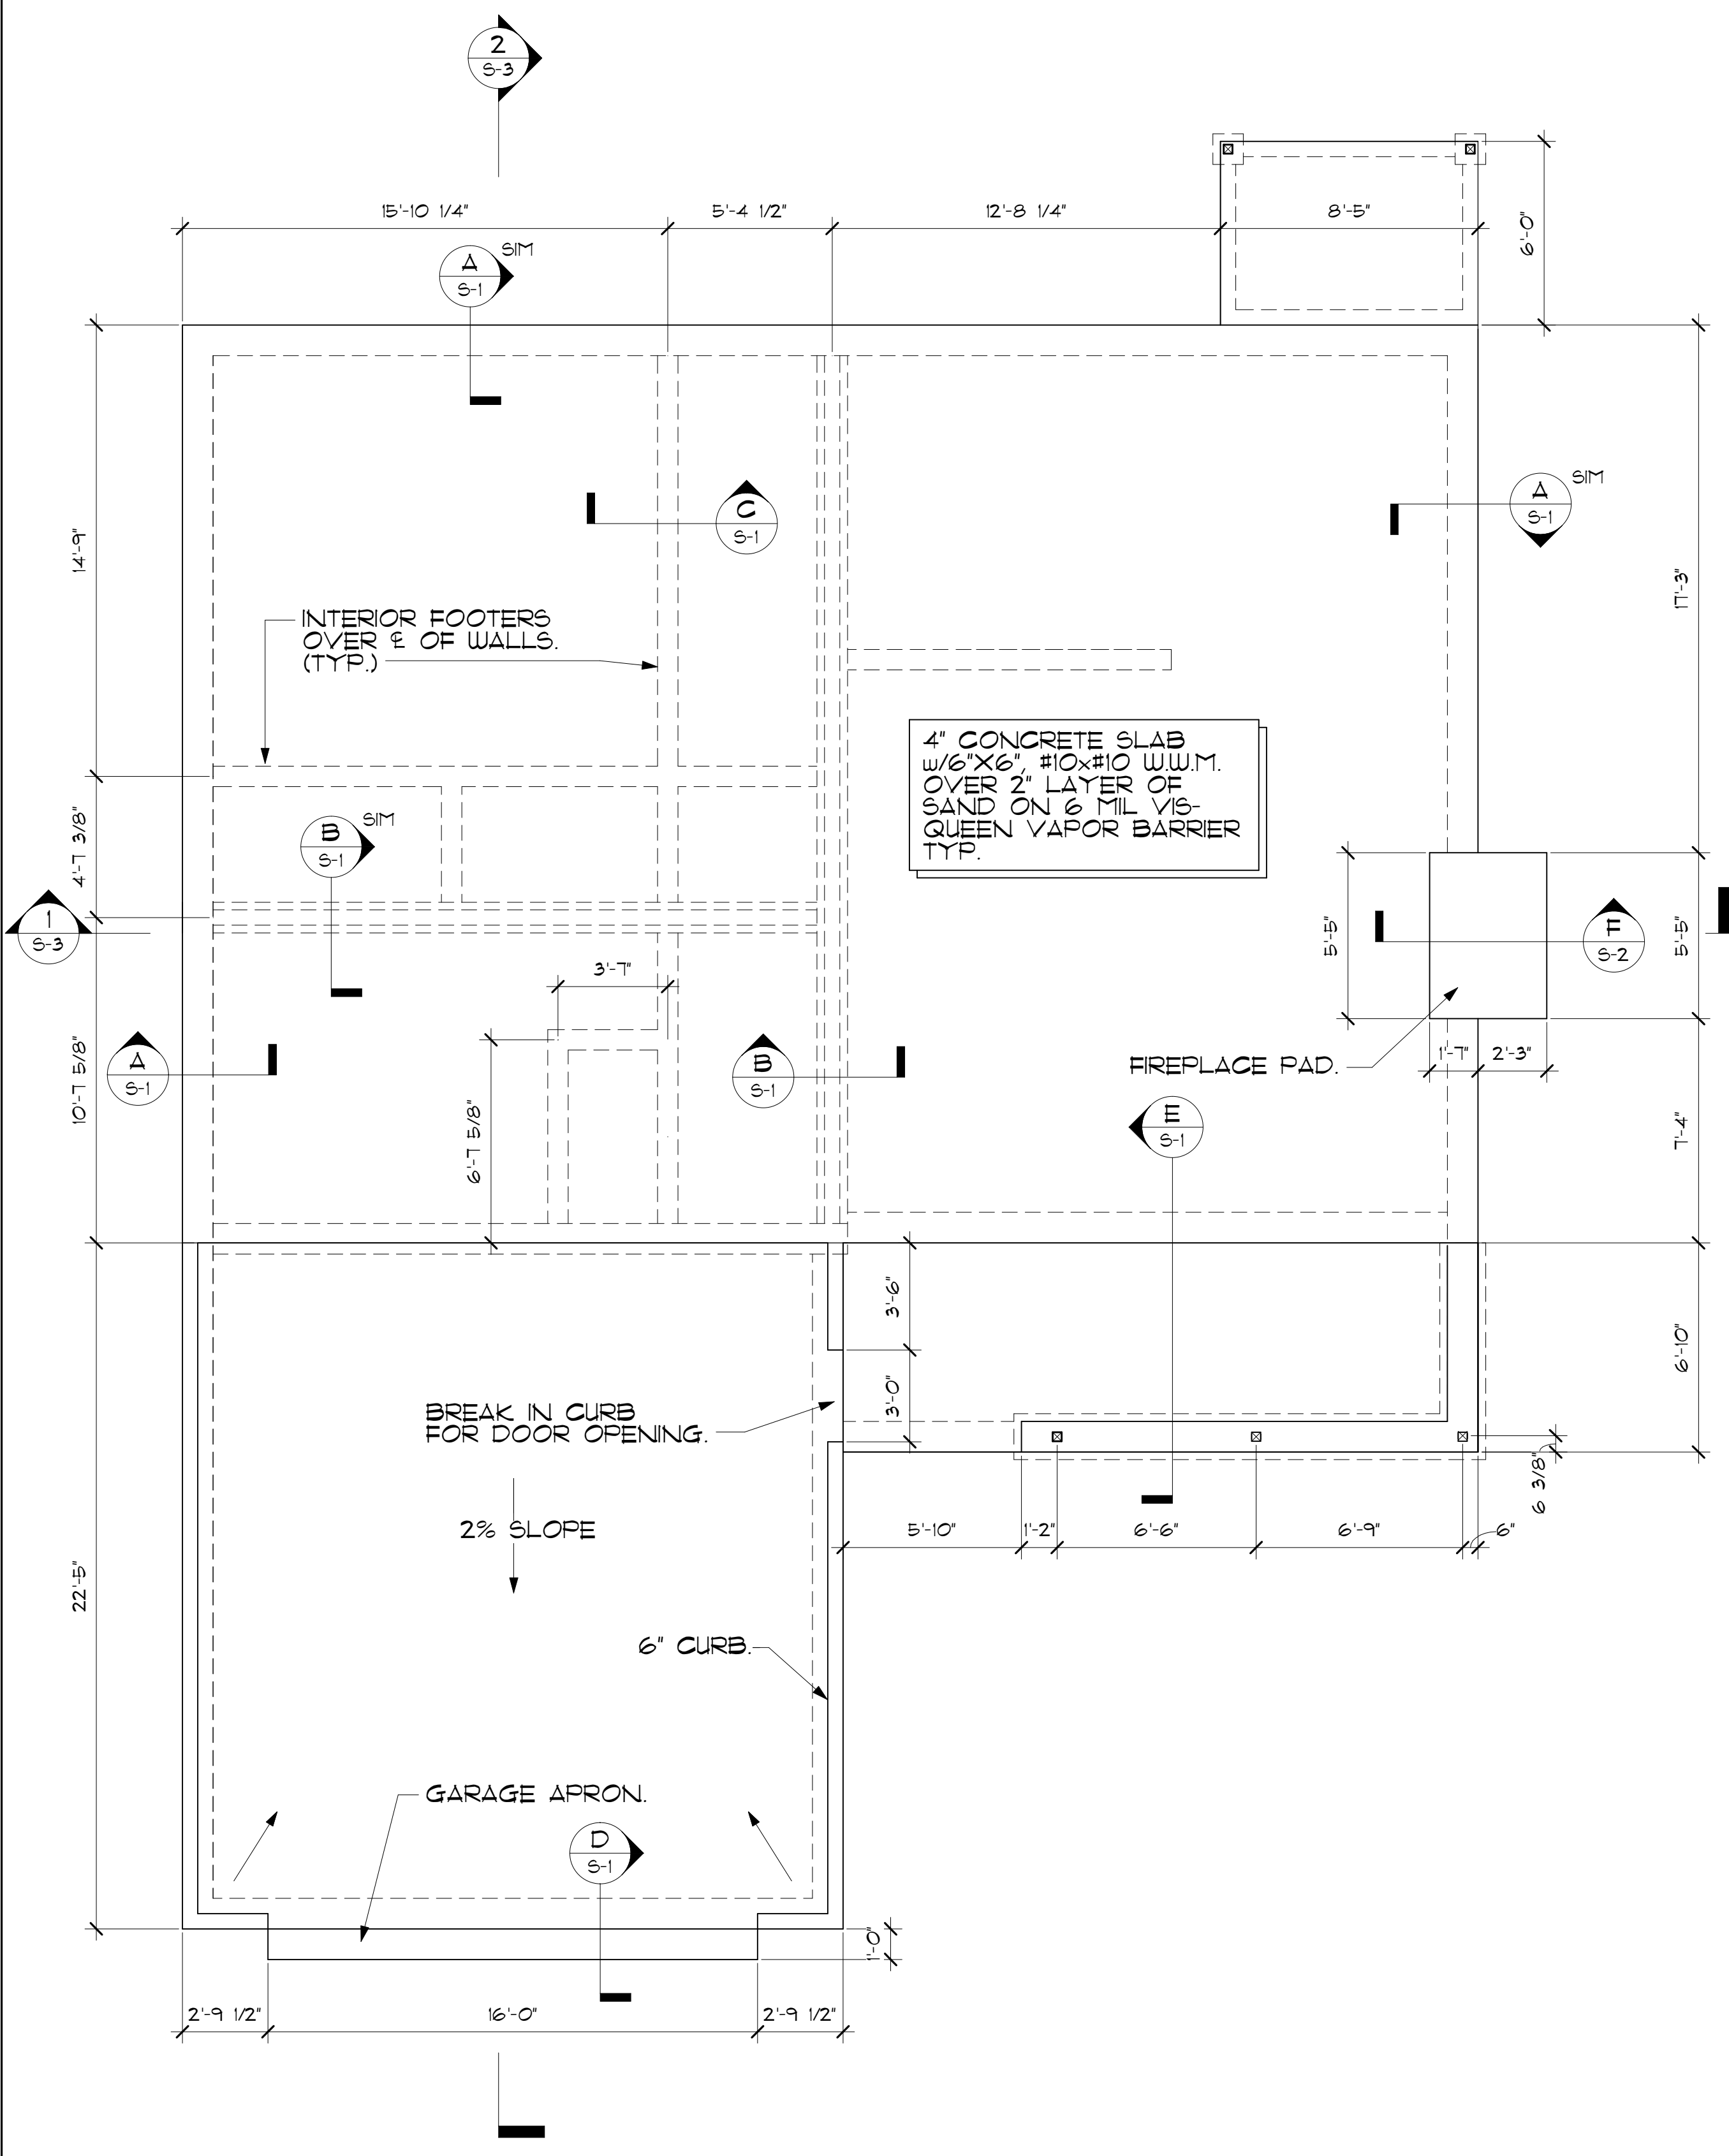 2
S-3
15'-10 1/4"
5'-4 1/2"
12'-8 1/4"
8'-5"
6'-0"
A
S-1
SIM
14'-9"
C
S-1
A
S-1
SIM
17'-3"
INTERIOR FOOTERS
OVER ℄ OF WALLS.
(TYP.)
4" CONCRETE SLAB
w/6"X6", #10x#10 W.W.M.
OVER 2" LAYER OF
SAND ON 6 MIL VIS-
QUEEN VAPOR BARRIER
TYP.
4'-7 3/8"
B
S-1
SIM
1
S-3
5'-5"
F
S-2
5'-5"
3'-7"
10'-7 5/8"
A
S-1
B
S-1
FIREPLACE PAD.
1'-7"
2'-3"
6'-7 5/8"
E
S-1
7'-4"
3'-6"
3'-0"
6'-10"
BREAK IN CURB
FOR DOOR OPENING.
6 3/8"
2% SLOPE
5'-10"
1'-2"
6'-6"
6'-9"
6"
22'-5"
6" CURB.
GARAGE APRON.
D
S-1
1'-0"
2'-9 1/2"
16'-0"
2'-9 1/2"